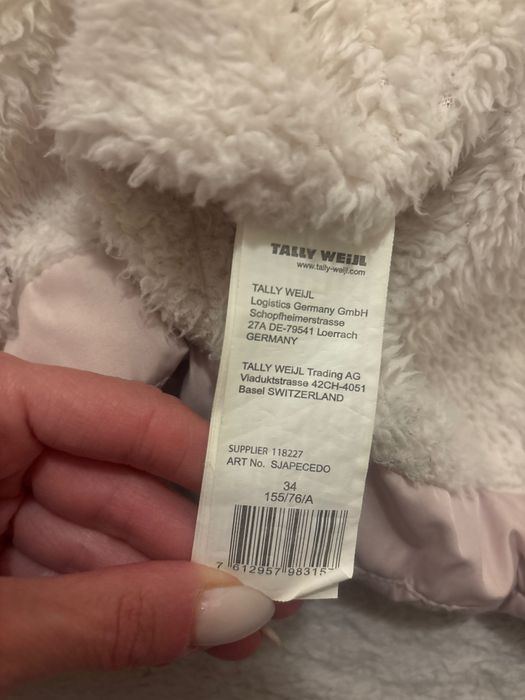 TALLY WEiJL
www.tally-weijl.com
TALLY WEIJL
Logistics Germany GmbH
Schopfheimerstrasse
27A DE-79541 Loerrach
GERMANY
TALLY WEIJL Trading AG
Viaduktstrasse 42CH-4051
Basel SWITZERLAND
SUPPLIER 118227
ART No. SJAPECEDO
34
155/76/A
7 612957 98315